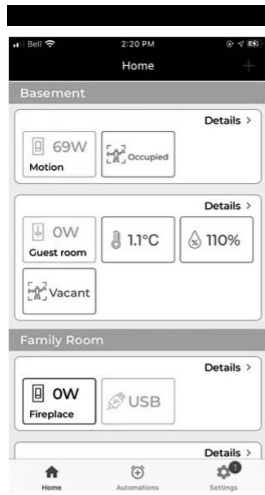 Bell 2:20 PM
Home
Basement
Details >
69W
Motion
Occupied
Details >
0W
Guest room
1.1°C
110%
Vacant
Family Room
Details >
0W
Fireplace
USB
Details >
1
Home Automations Settings